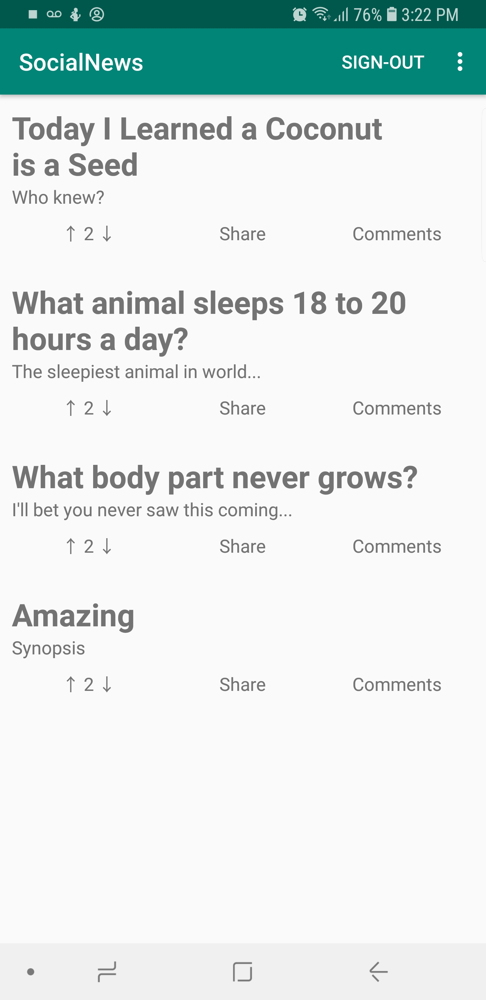 76% 3:22 PM
SocialNews SIGN-OUT
Today I Learned a Coconut
is a Seed
Who knew?
↑ 2 ↓ Share Comments
What animal sleeps 18 to 20
hours a day?
The sleepiest animal in world...
↑ 2 ↓ Share Comments
What body part never grows?
I'll bet you never saw this coming...
↑ 2 ↓ Share Comments
Amazing
Synopsis
↑ 2 ↓ Share Comments